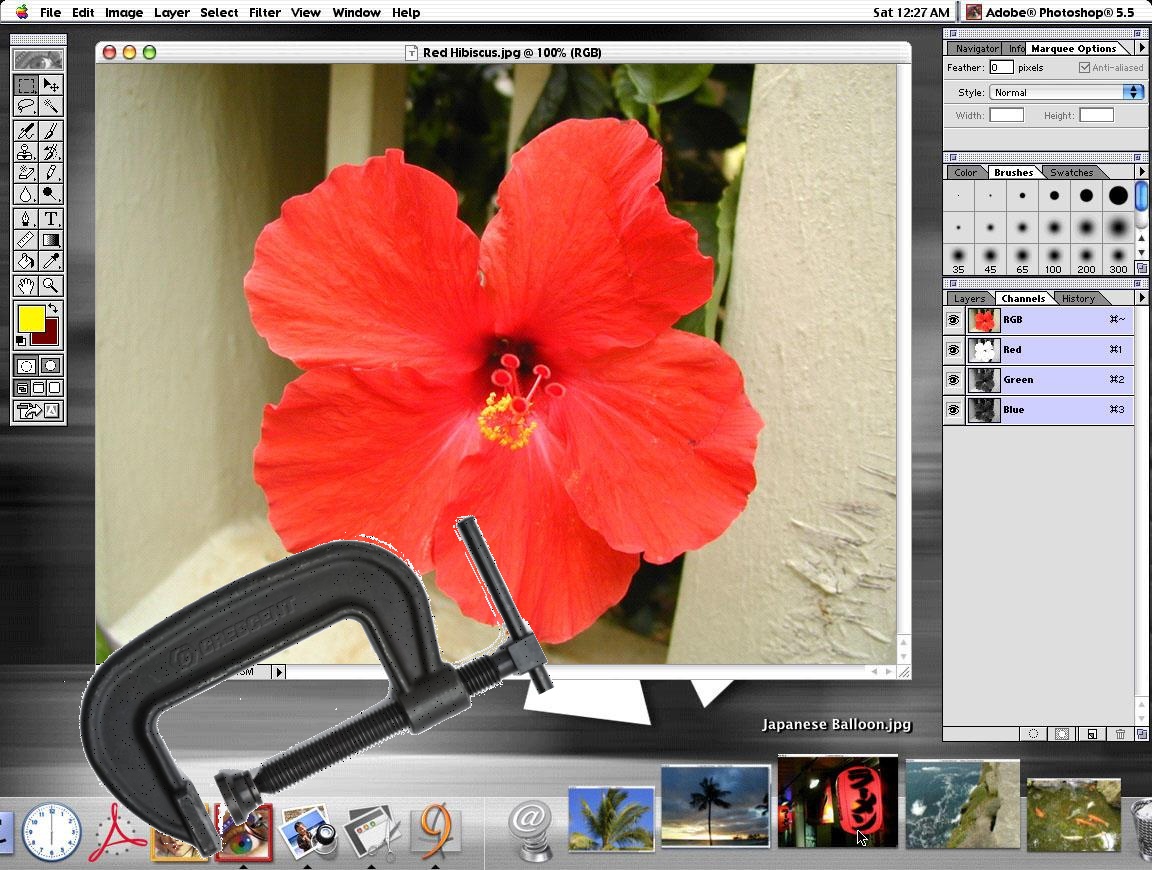 File Edit Image Layer Select Filter View Window Help
Sat 12:27 AM
Adobe® Photoshop® 5.5
Red Hibiscus.jpg @ 100% (RGB)
Navigator Info Marquee Options
Feather: 0 pixels Anti-aliased
Style: Normal
Width: Height:
Color Brushes Swatches
35 45 65 100 200 300
Layers Channels History
RGB ⌘~
Red ⌘1
Green ⌘2
Blue ⌘3
CRESCENT
Japanese Balloon.jpg
ラーメン